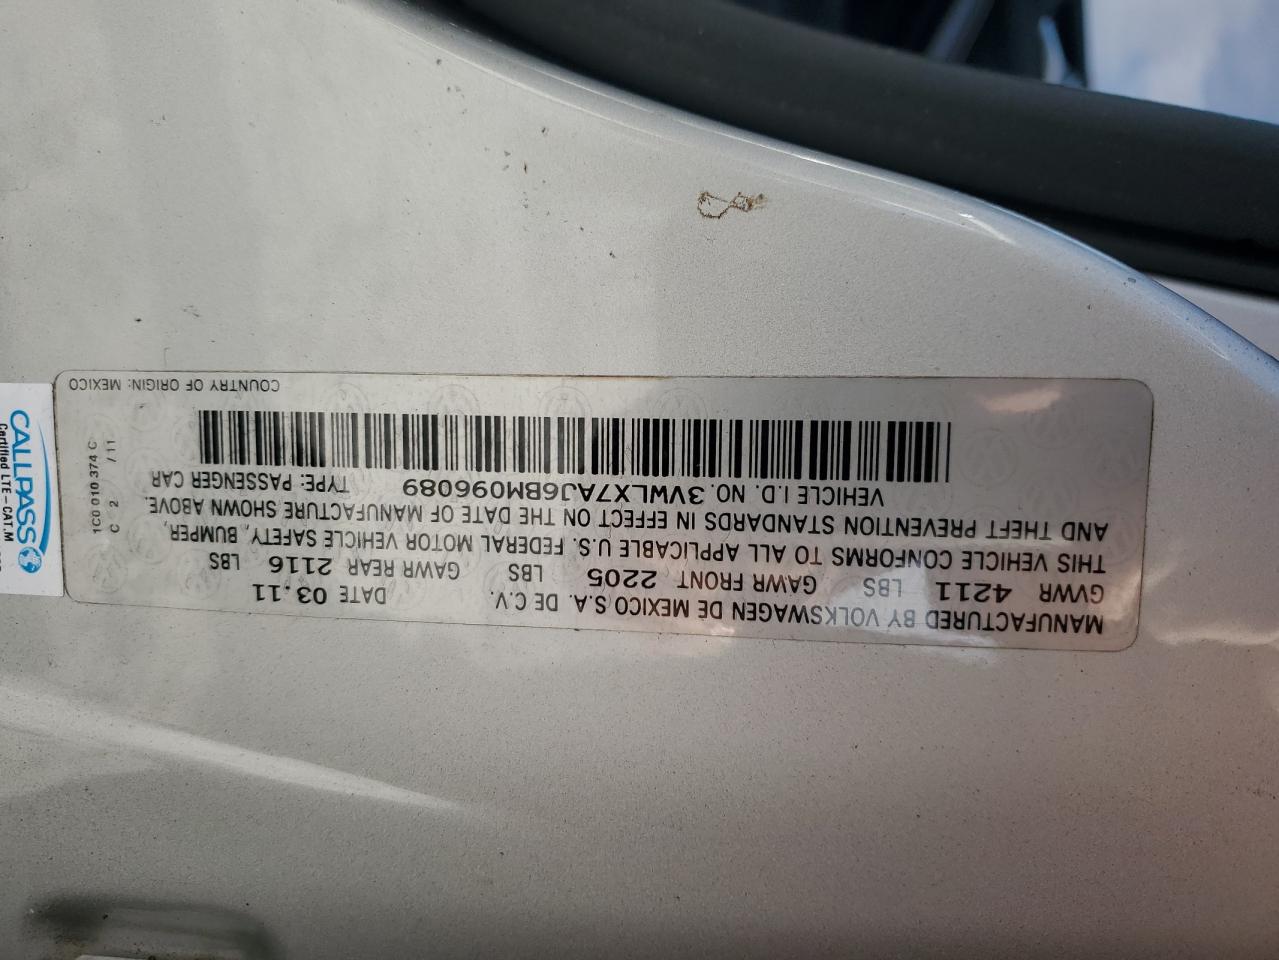 MANUFACTURED BY VOLKSWAGEN DE MEXICO S.A. DE C.V. DATE 03.11
GVWR 4211 LBS GAWR FRONT 2205 LBS GAWR REAR 2116 LBS
THIS VEHICLE CONFORMS TO ALL APPLICABLE U.S. FEDERAL MOTOR VEHICLE SAFETY, BUMPER,
AND THEFT PREVENTION STANDARDS IN EFFECT ON THE DATE OF MANUFACTURE SHOWN ABOVE.
VEHICLE I.D. NO. 3VWLX7AJ6BM096089 TYPE: PASSENGER CAR
COUNTRY OF ORIGIN: MEXICO
1C0 010 374 C
C 2 /11
CALLPASS
Certified LTE - CAT1.M